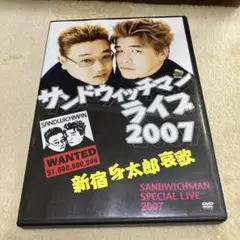 サンドウィッチマン
ライブ
2007
SANDWICHMAN
WANTED
新宿与太郎哀歌
SANDWICHMAN
SPECIAL LIVE
2007
DVD